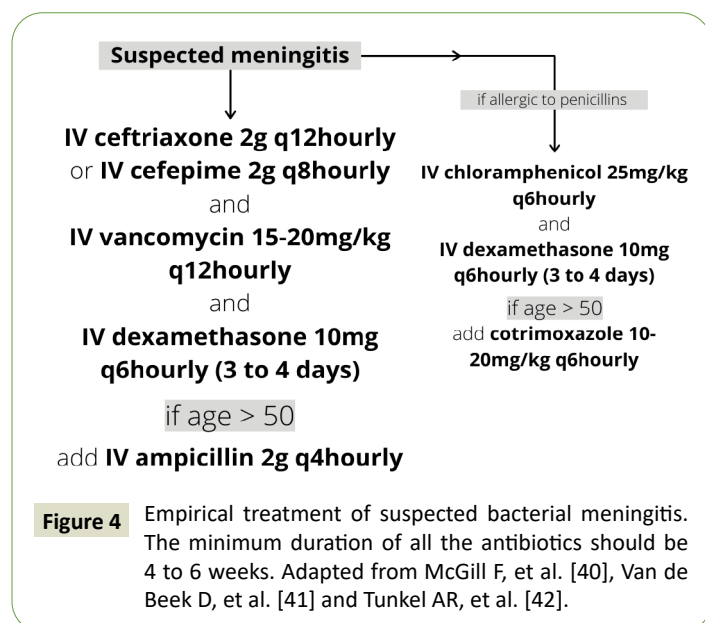 Suspected meningitis
IV ceftriaxone 2g q12hourly
or IV cefepime 2g q8hourly
and
IV vancomycin 15-20mg/kg
q12hourly
and
IV dexamethasone 10mg
q6hourly (3 to 4 days)
if age > 50
add IV ampicillin 2g q4hourly
if allergic to penicillins
IV chloramphenicol 25mg/kg
q6hourly
and
IV dexamethasone 10mg
q6hourly (3 to 4 days)
if age > 50
add cotrimoxazole 10-
20mg/kg q6hourly
Figure 4 Empirical treatment of suspected bacterial meningitis.
The minimum duration of all the antibiotics should be
4 to 6 weeks. Adapted from McGill F, et al. [40], Van de
Beek D, et al. [41] and Tunkel AR, et al. [42].